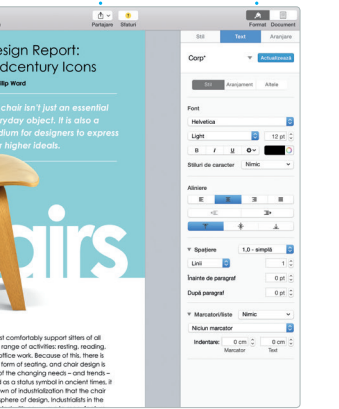 Partajare Sfaturi Format Document
Stil Text Aranjare
Corp* Actualizează
Stil Aranjament Altele
Font
Helvetica
Light 12 pt
B I U
Stiluri de caracter Nimic
Aliniere
Spațiere 1,0 - simplă
Linii 1
Înainte de paragraf 0 pt
După paragraf 0 pt
Marcatori/liste Nimic
Niciun marcator
Indentare: 0 cm 0 cm
Marcator Text
sign Report:
dcentury Icons
lip Ward
chair isn't just an essential
ryday object. It is also a
dium for designers to express
r higher ideals.
airs
st comfortably support sitters of all
range of activities: resting, reading,
office work. Because of this, there is
form of seating, and chair design is
of the changing needs – and trends –
d as a status symbol in ancient times, it
wn of industrialization that the chair
sphere of design. Industrialists in the